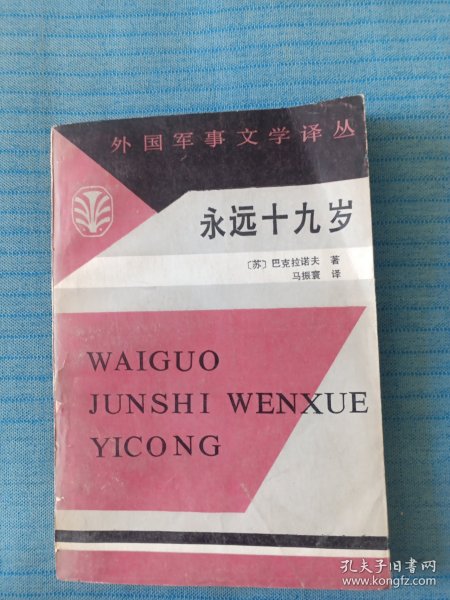 外国军事文学译丛
永远十九岁
〔苏〕巴克拉诺夫 著
马振寰 译
WAIGUO
JUNSHI WENXUE
YICONG
孔夫子旧书网
www.kongfz.com